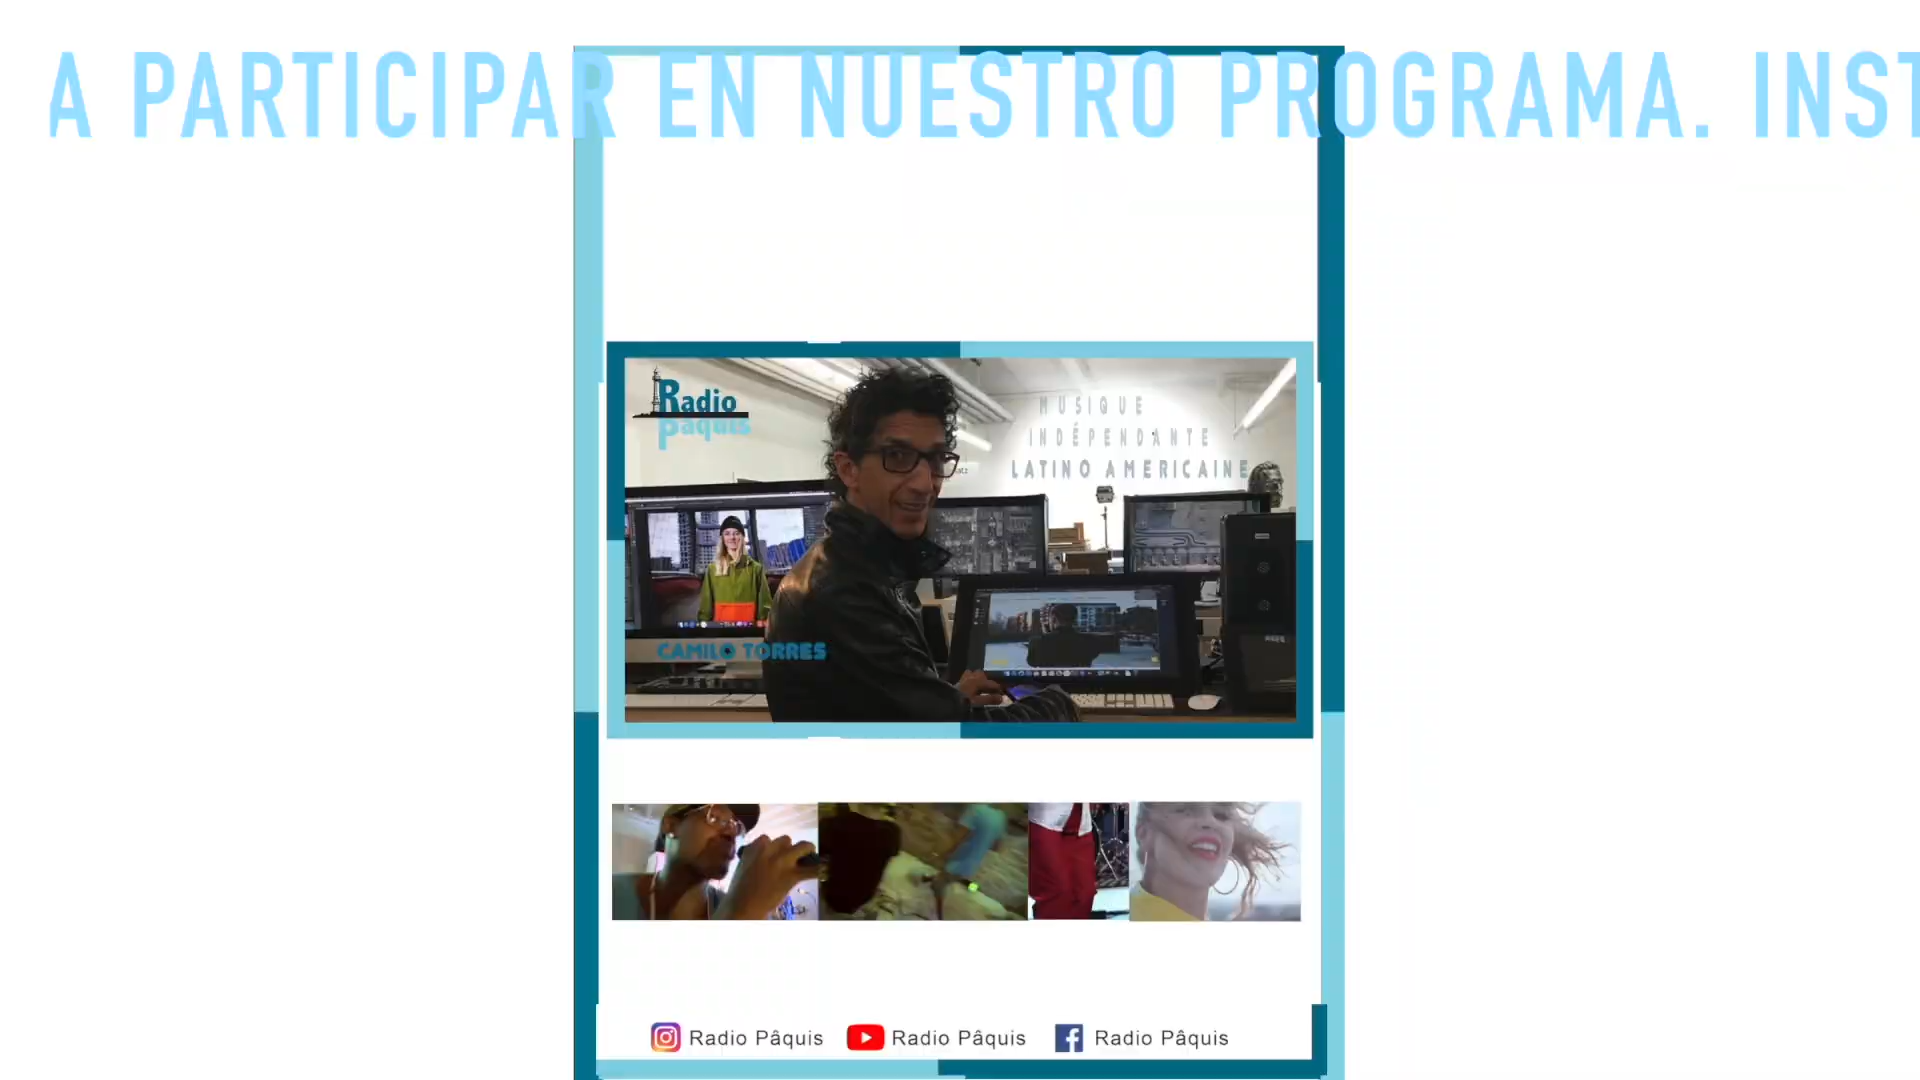 A PARTICIPAR EN NUESTRO PROGRAMA. INST
Radio
Pâquis
MUSIQUE
INDÉPENDANTE
LATINO AMERICAINE
CAMILO TORRES
Radio Pâquis
Radio Pâquis
Radio Pâquis